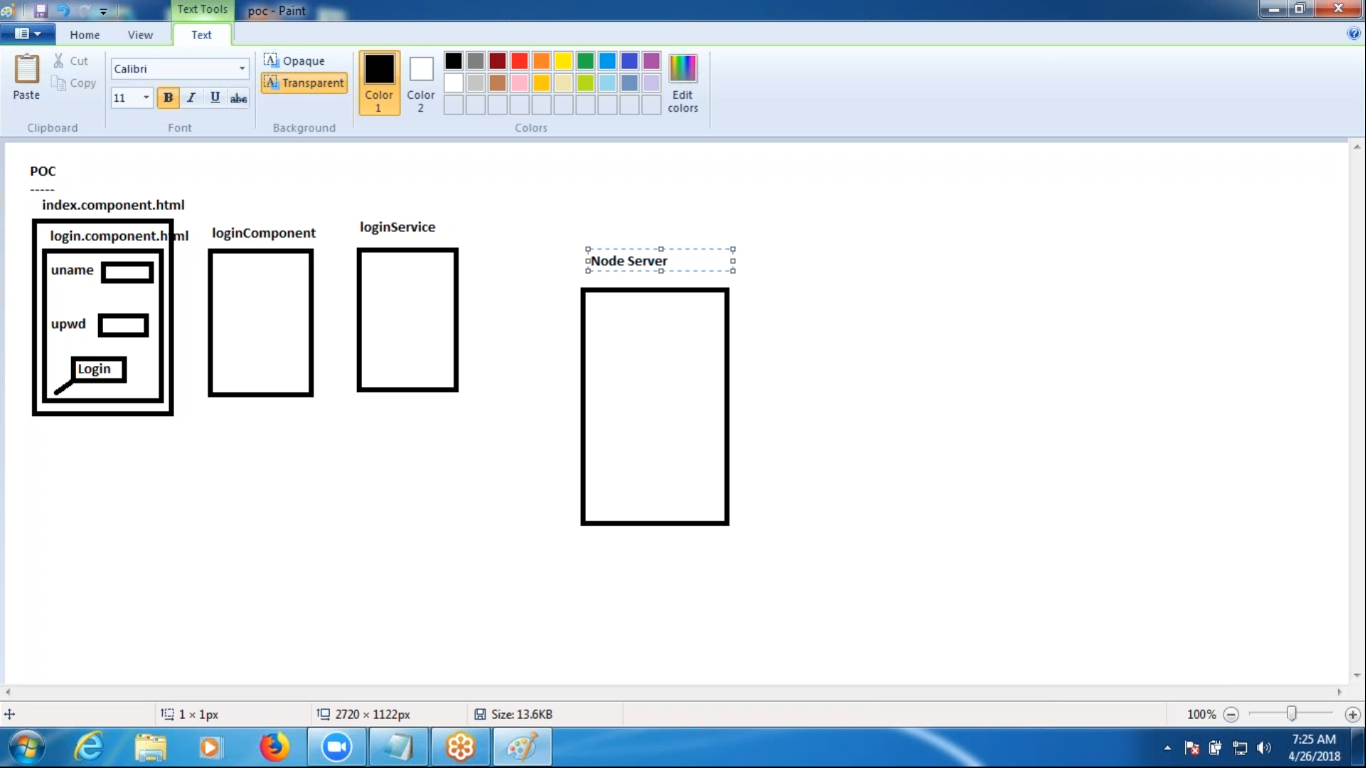 Text Tools
poc - Paint
Home View Text
Paste
Cut
Copy
Clipboard
Calibri
11 B I U abc
Font
Opaque
Transparent
Background
Color 1
Color 2
Edit colors
Colors
POC
-----
index.component.html
login.component.html
loginComponent
loginService
uname
upwd
Login
Node Server
1 × 1px
2720 × 1122px
Size: 13.6KB
100%
7:25 AM
4/26/2018